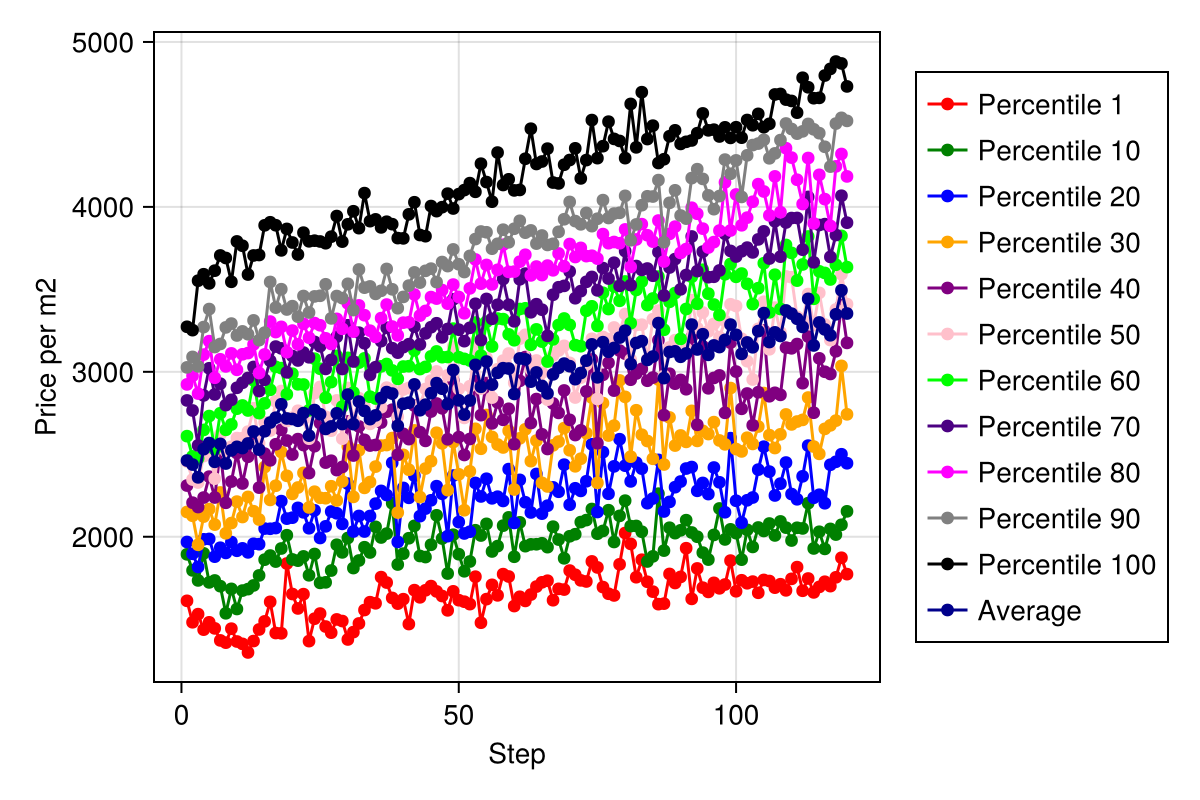 5000
4000
3000
2000
Price per m2
0
50
100
Step
Percentile 1
Percentile 10
Percentile 20
Percentile 30
Percentile 40
Percentile 50
Percentile 60
Percentile 70
Percentile 80
Percentile 90
Percentile 100
Average